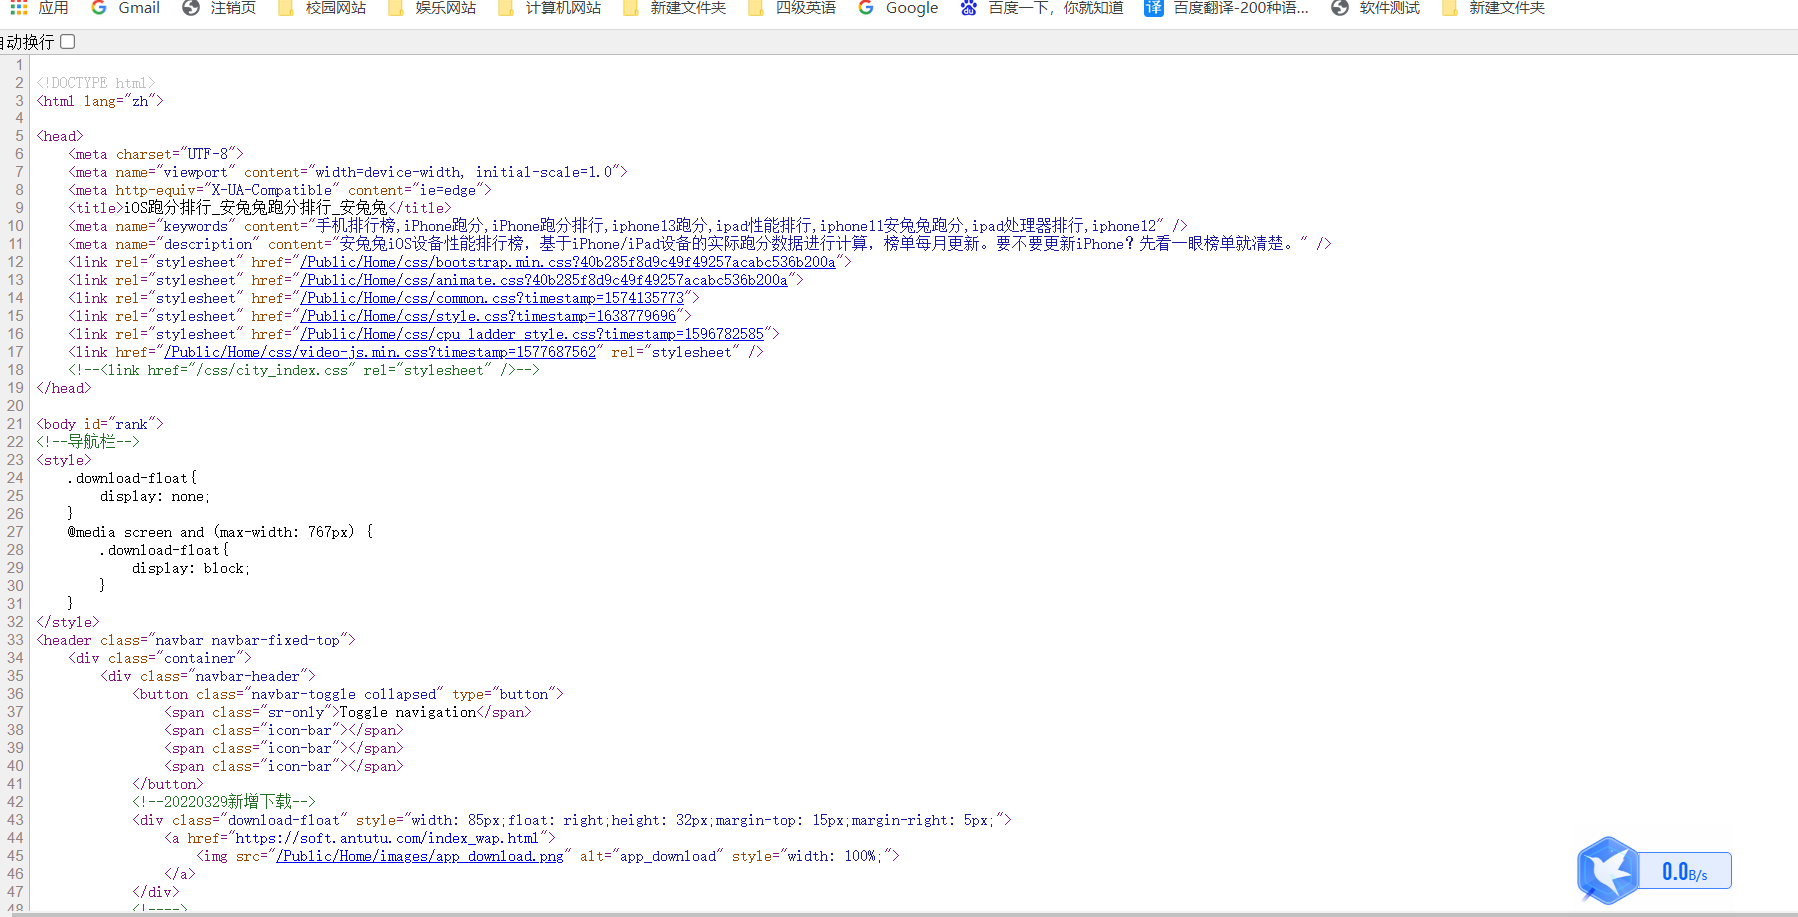 应用 Gmail 注销页 校园网站 娱乐网站 计算机网站 新建文件夹 四级英语 Google 百度一下，你就知道 译 百度翻译-200种语... 软件测试 新建文件夹
自动换行
1
2 <!DOCTYPE html>
3 <html lang="zh">
4
5 <head>
6     <meta charset="UTF-8">
7     <meta name="viewport" content="width=device-width, initial-scale=1.0">
8     <meta http-equiv="X-UA-Compatible" content="ie=edge">
9     <title>iOS跑分排行_安兔兔跑分排行_安兔兔</title>
10     <meta name="keywords" content="手机排行榜,iPhone跑分,iPhone跑分排行,iphone13跑分,ipad性能排行,iphone11安兔兔跑分,ipad处理器排行,iphone12" />
11     <meta name="description" content="安兔兔iOS设备性能排行榜，基于iPhone/iPad设备的实际跑分数据进行计算，榜单每月更新。要不要更新iPhone？先看一眼榜单就清楚。" />
12     <link rel="stylesheet" href="/Public/Home/css/bootstrap.min.css?40b285f8d9c49f49257acabc536b200a">
13     <link rel="stylesheet" href="/Public/Home/css/animate.css?40b285f8d9c49f49257acabc536b200a">
14     <link rel="stylesheet" href="/Public/Home/css/common.css?timestamp=1574135773">
15     <link rel="stylesheet" href="/Public/Home/css/style.css?timestamp=1638779696">
16     <link rel="stylesheet" href="/Public/Home/css/cpu_ladder_style.css?timestamp=1596782585">
17     <link href="/Public/Home/css/video-js.min.css?timestamp=1577687562" rel="stylesheet" />
18     <!--<link href="/css/city_index.css" rel="stylesheet" />-->
19 </head>
20
21 <body id="rank">
22 <!--导航栏-->
23 <style>
24     .download-float{
25         display: none;
26     }
27     @media screen and (max-width: 767px) {
28         .download-float{
29             display: block;
30         }
31     }
32 </style>
33 <header class="navbar navbar-fixed-top">
34     <div class="container">
35         <div class="navbar-header">
36             <button class="navbar-toggle collapsed" type="button">
37                 <span class="sr-only">Toggle navigation</span>
38                 <span class="icon-bar"></span>
39                 <span class="icon-bar"></span>
40                 <span class="icon-bar"></span>
41             </button>
42             <!--20220329新增下载-->
43             <div class="download-float" style="width: 85px;float: right;height: 32px;margin-top: 15px;margin-right: 5px;">
44                 <a href="https://soft.antutu.com/index_wap.html">
45                     <img src="/Public/Home/images/app_download.png" alt="app_download" style="width: 100%;">
46                 </a>
47             </div>
48             <!---->
0.0B/s